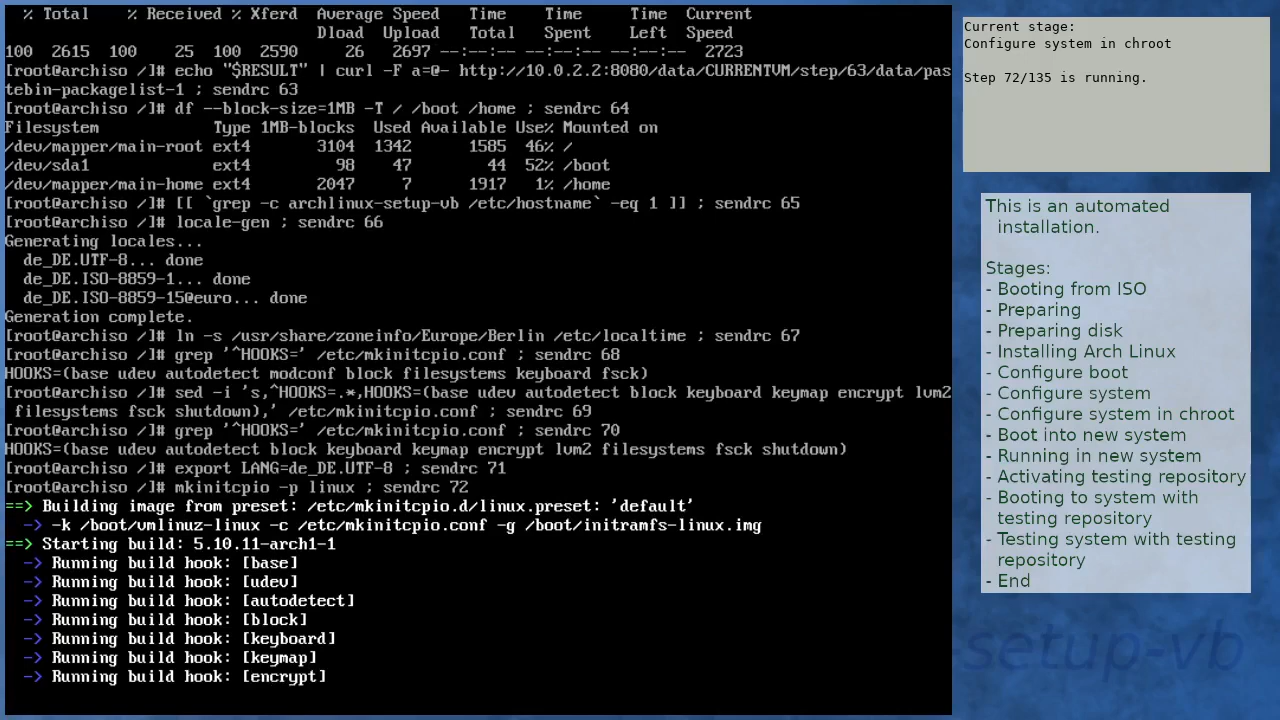 % Total    % Received % Xferd  Average Speed   Time    Time     Time  Current
Dload  Upload   Total   Spent    Left  Speed
100  2615  100    25  100  2590     26   2697 --:--:-- --:--:-- --:--:--  2723
[root@archiso /]# echo "$RESULT" | curl -F a=@- http://10.0.2.2:8080/data/CURRENTVM/step/63/data/pas
tebin-packagelist-1 ; sendrc 63
[root@archiso /]# df --block-size=1MB -T / /boot /home ; sendrc 64
Filesystem            Type 1MB-blocks  Used Available Use% Mounted on
/dev/mapper/main-root ext4       3104  1342      1585  46% /
/dev/sda1             ext4         98    47        44  52% /boot
/dev/mapper/main-home ext4       2047     7      1917   1% /home
[root@archiso /]# [[ `grep -c archlinux-setup-vb /etc/hostname` -eq 1 ]] ; sendrc 65
[root@archiso /]# locale-gen ; sendrc 66
Generating locales...
de_DE.UTF-8... done
de_DE.ISO-8859-1... done
de_DE.ISO-8859-15@euro... done
Generation complete.
[root@archiso /]# ln -s /usr/share/zoneinfo/Europe/Berlin /etc/localtime ; sendrc 67
[root@archiso /]# grep '^HOOKS=' /etc/mkinitcpio.conf ; sendrc 68
HOOKS=(base udev autodetect modconf block filesystems keyboard fsck)
[root@archiso /]# sed -i 's,^HOOKS=.*,HOOKS=(base udev autodetect block keyboard keymap encrypt lvm2
filesystems fsck shutdown),' /etc/mkinitcpio.conf ; sendrc 69
[root@archiso /]# grep '^HOOKS=' /etc/mkinitcpio.conf ; sendrc 70
HOOKS=(base udev autodetect block keyboard keymap encrypt lvm2 filesystems fsck shutdown)
[root@archiso /]# export LANG=de_DE.UTF-8 ; sendrc 71
[root@archiso /]# mkinitcpio -p linux ; sendrc 72
==> Building image from preset: /etc/mkinitcpio.d/linux.preset: 'default'
-> -k /boot/vmlinuz-linux -c /etc/mkinitcpio.conf -g /boot/initramfs-linux.img
==> Starting build: 5.10.11-arch1-1
-> Running build hook: [base]
-> Running build hook: [udev]
-> Running build hook: [autodetect]
-> Running build hook: [block]
-> Running build hook: [keyboard]
-> Running build hook: [keymap]
-> Running build hook: [encrypt]
Current stage:
Configure system in chroot
Step 72/135 is running.
This is an automated
installation.
Stages:
- Booting from ISO
- Preparing
- Preparing disk
- Installing Arch Linux
- Configure boot
- Configure system
- Configure system in chroot
- Boot into new system
- Running in new system
- Activating testing repository
- Booting to system with
testing repository
- Testing system with testing
repository
- End
-setup-vb